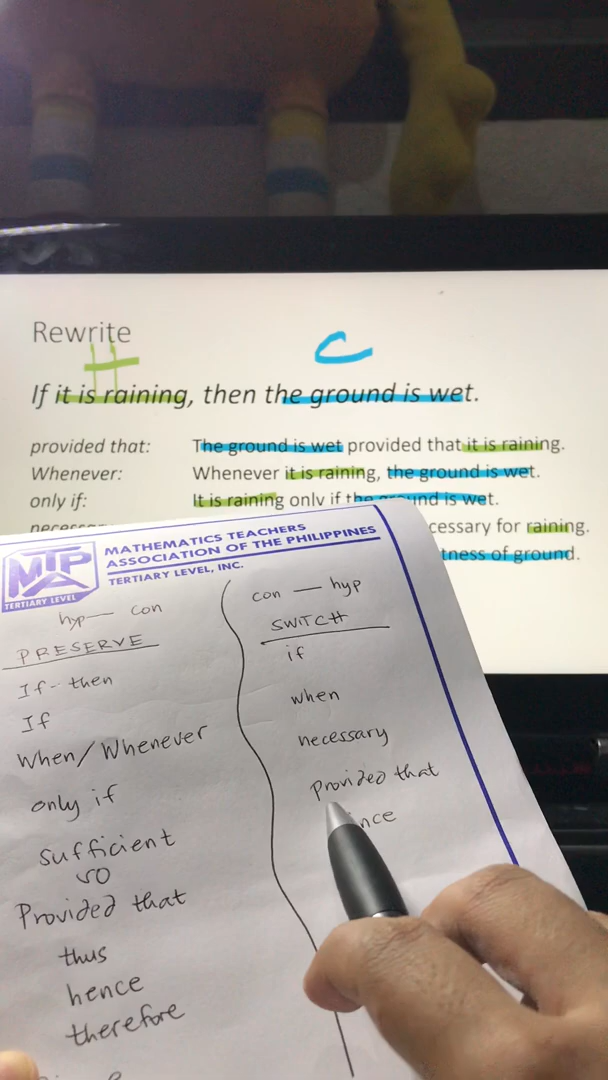 Rewrite
H
C
If it is raining, then the ground is wet.
provided that: The ground is wet provided that it is raining.
Whenever: Whenever it is raining, the ground is wet.
only if: It is raining only if the ground is wet.
cessary for raining.
tness of ground.
MTAP
TERTIARY LEVEL
MATHEMATICS TEACHERS
ASSOCIATION OF THE PHILIPPINES
TERTIARY LEVEL, INC.
hyp — con
PRESERVE
If - then
If
When/Whenever
only if
sufficient
so
Provided that
thus
hence
therefore
con — hyp
SWITCH
if
when
necessary
provided that
nce